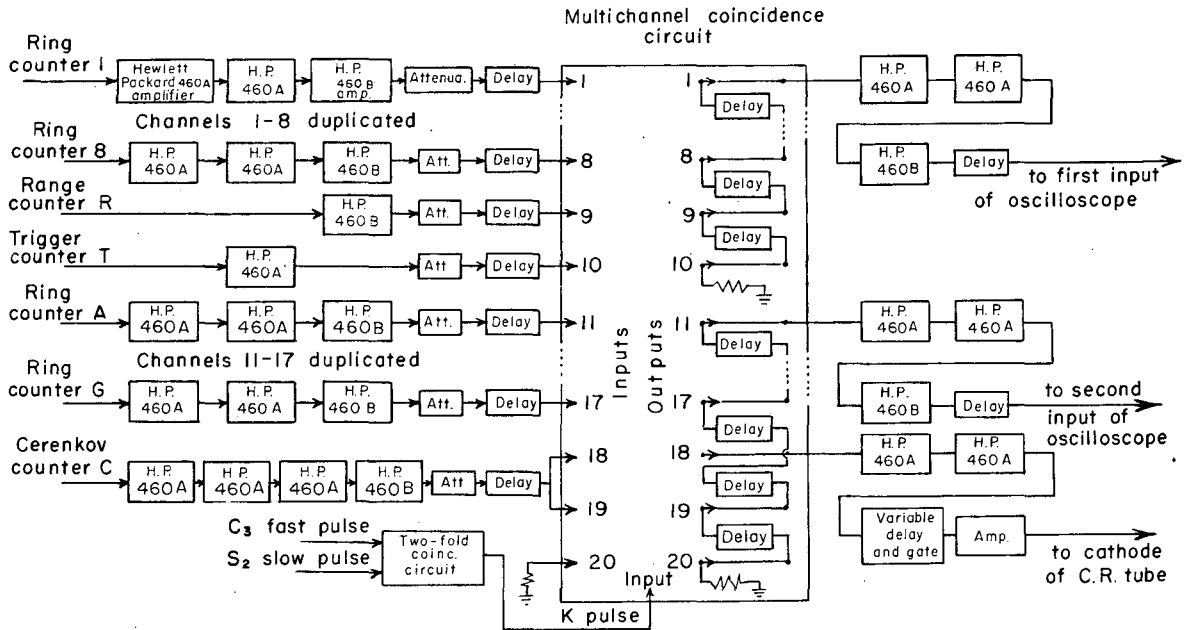 Multichannel coincidence
circuit
Ring
counter 1
Hewlett
Packard 460A
amplifier
H.P.
460A
H.P.
460B
amp.
Attenua.
Delay
1
Channels 1-8 duplicated
Ring
counter 8
H.P.
460A
H.P.
460A
H.P.
460B
Att.
Delay
8
Range
counter R
H.P.
460B
Att.
Delay
9
Trigger
counter T
H.P.
460A
Att
Delay
10
Ring
counter A
H.P.
460A
H.P.
460A
H.P.
460B
Att.
Delay
11
Channels 11-17 duplicated
Ring
counter G
H.P.
460A
H.P.
460A
H.P.
460B
Att.
Delay
17
Cerenkov
counter C
H.P.
460A
H.P.
460A
H.P.
460A
H.P.
460B
Att
Delay
18
19
C3 fast pulse
S2 slow pulse
Two-fold
coinc.
circuit
20
Input
K pulse
Inputs
Outputs
1
Delay
8
Delay
9
Delay
10
11
Delay
17
Delay
18
Delay
19
Delay
20
H.P.
460A
H.P.
460A
H.P.
460B
Delay
to first input
of oscilloscope
H.P.
460A
H.P.
460A
H.P.
460B
Delay
to second
input of
oscilloscope
H.P.
460A
H.P.
460A
Variable
delay
and gate
Amp.
to cathode
of C.R. tube